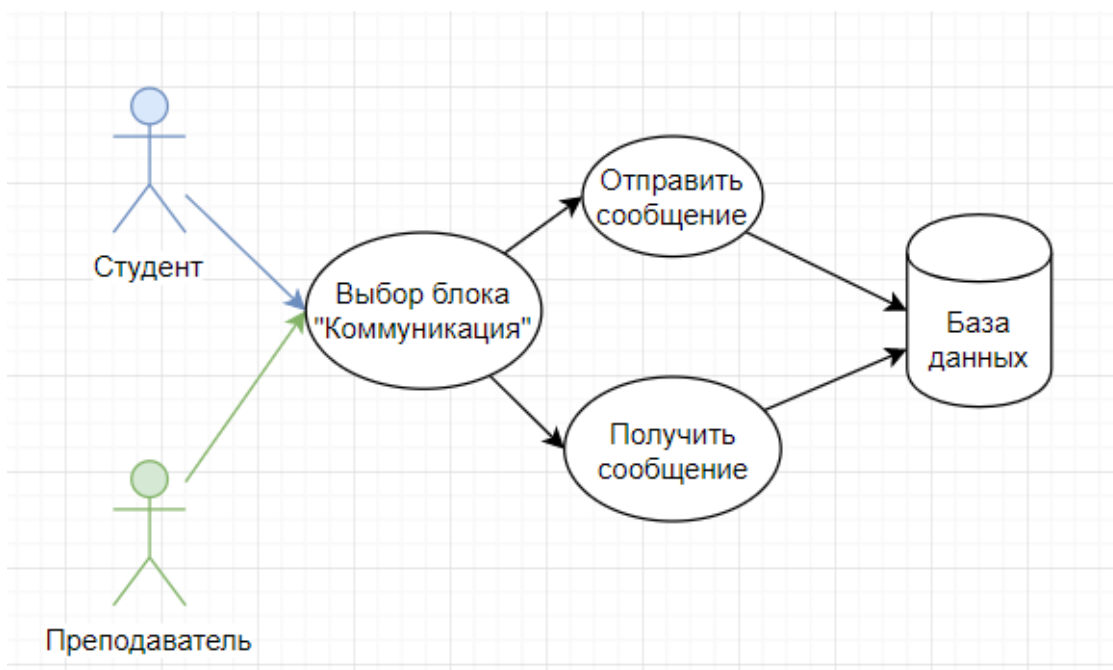 Студент
Выбор блока
"Коммуникация"
Отправить
сообщение
База
данных
Получить
сообщение
Преподаватель